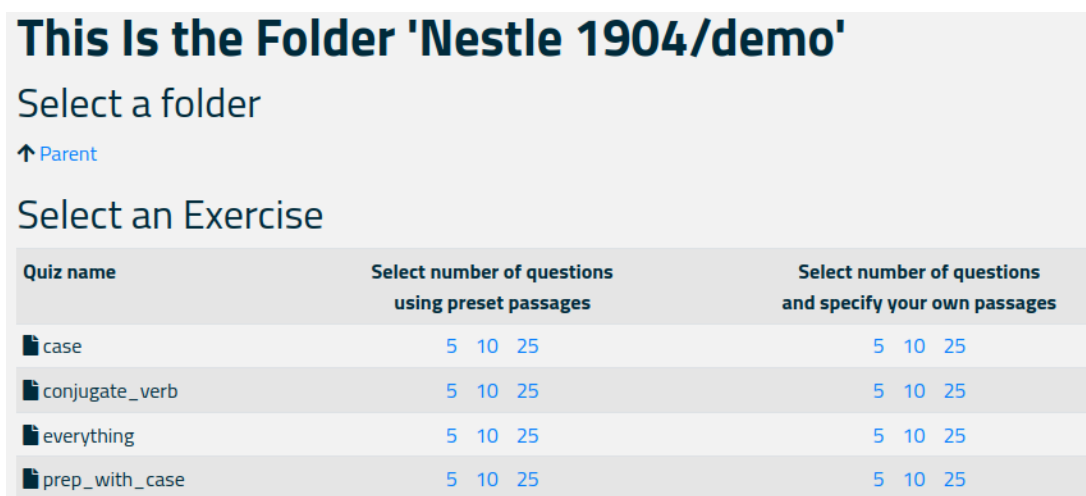 This Is the Folder 'Nestle 1904/demo'
Select a folder
Parent
Select an Exercise
Quiz name Select number of questions using preset passages Select number of questions and specify your own passages
case 5 10 25 5 10 25
conjugate_verb 5 10 25 5 10 25
everything 5 10 25 5 10 25
prep_with_case 5 10 25 5 10 25